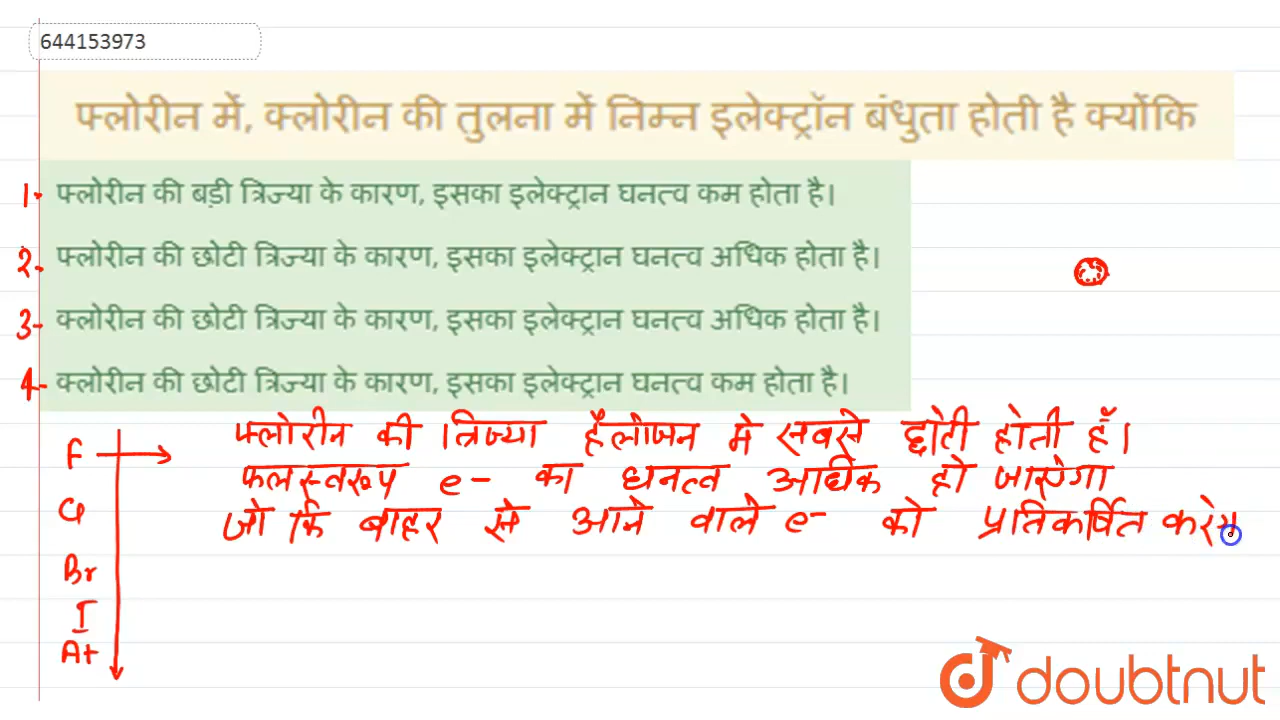 644153973
फ्लोरीन में, क्लोरीन की तुलना में निम्न इलेक्ट्रॉन बंधुता होती है क्योंकि
1- फ्लोरीन की बड़ी त्रिज्या के कारण, इसका इलेक्ट्रान घनत्व कम होता है।
2- फ्लोरीन की छोटी त्रिज्या के कारण, इसका इलेक्ट्रान घनत्व अधिक होता है।
3- क्लोरीन की छोटी त्रिज्या के कारण, इसका इलेक्ट्रान घनत्व अधिक होता है।
4- क्लोरीन की छोटी त्रिज्या के कारण, इसका इलेक्ट्रान घनत्व कम होता है।
फ्लोरीन की त्रिज्या हैलोजन मे सबसे छोटी होती हैं।
F
फलस्वरूप e- का घनत्व अधिक हो जाएगा
Cl जो कि बाहर से आने वाले e- को प्रतिकर्षित करेग
Br
I
At
doubtnut